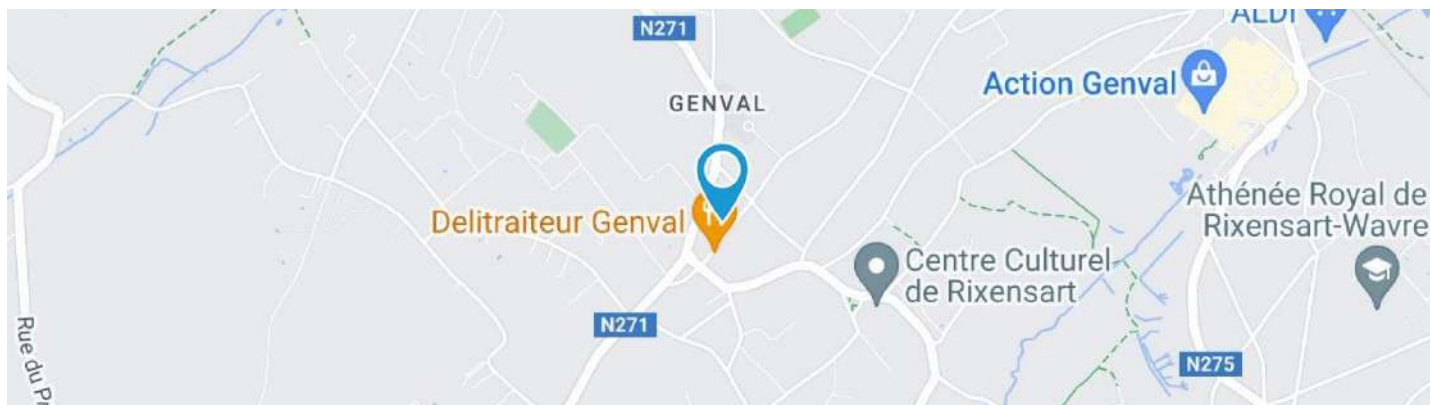 N271
ALDI
Action Genval
GENVAL
Athénée Royal de
Rixensart-Wavre
Delitraiteur Genval
Centre Culturel
de Rixensart
N271
Rue du
N275